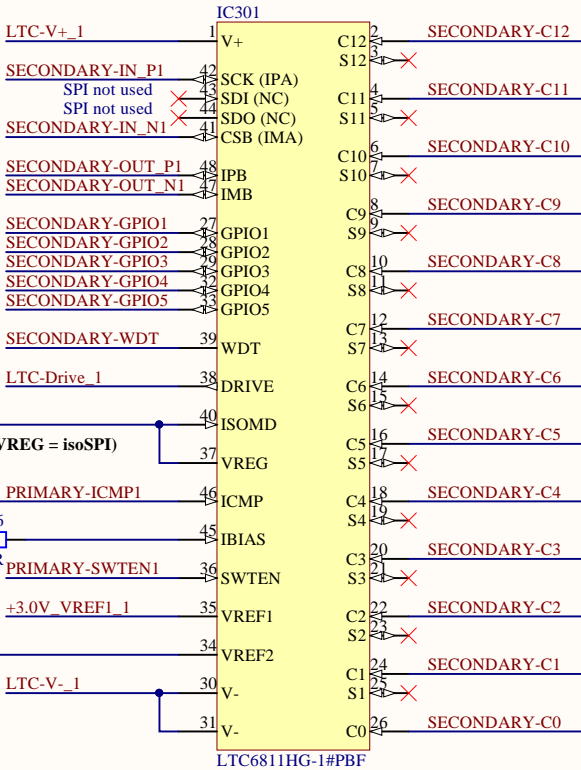 IC301
LTC-V+_1 1 V+ C12 2 SECONDARY-C12
S12 3
SECONDARY-IN_P1 42 SCK (IPA)
SPI not used 43 SDI (NC) C11 4 SECONDARY-C11
SPI not used 44 SDO (NC) S11 5
SECONDARY-IN_N1 41 CSB (IMA)
C10 6 SECONDARY-C10
SECONDARY-OUT_P1 48 IPB S10 7
SECONDARY-OUT_N1 47 IMB
C9 8 SECONDARY-C9
SECONDARY-GPIO1 27 GPIO1 S9 9
SECONDARY-GPIO2 28 GPIO2
SECONDARY-GPIO3 29 GPIO3 C8 10 SECONDARY-C8
SECONDARY-GPIO4 32 GPIO4 S8 11
SECONDARY-GPIO5 33 GPIO5
C7 12 SECONDARY-C7
SECONDARY-WDT 39 WDT S7 13
LTC-Drive_1 38 DRIVE C6 14 SECONDARY-C6
S6 15
40 ISOMD
VREG = isoSPI) C5 16 SECONDARY-C5
37 VREG S5 17
PRIMARY-ICMP1 46 ICMP C4 18 SECONDARY-C4
S4 19
45 IBIAS
C3 20 SECONDARY-C3
PRIMARY-SWTEN1 36 SWTEN S3 21
+3.0V_VREF1_1 35 VREF1 C2 22 SECONDARY-C2
S2 23
34 VREF2
C1 24 SECONDARY-C1
LTC-V-_1 30 V- S1 25
31 V- C0 26 SECONDARY-C0
LTC6811HG-1#PBF